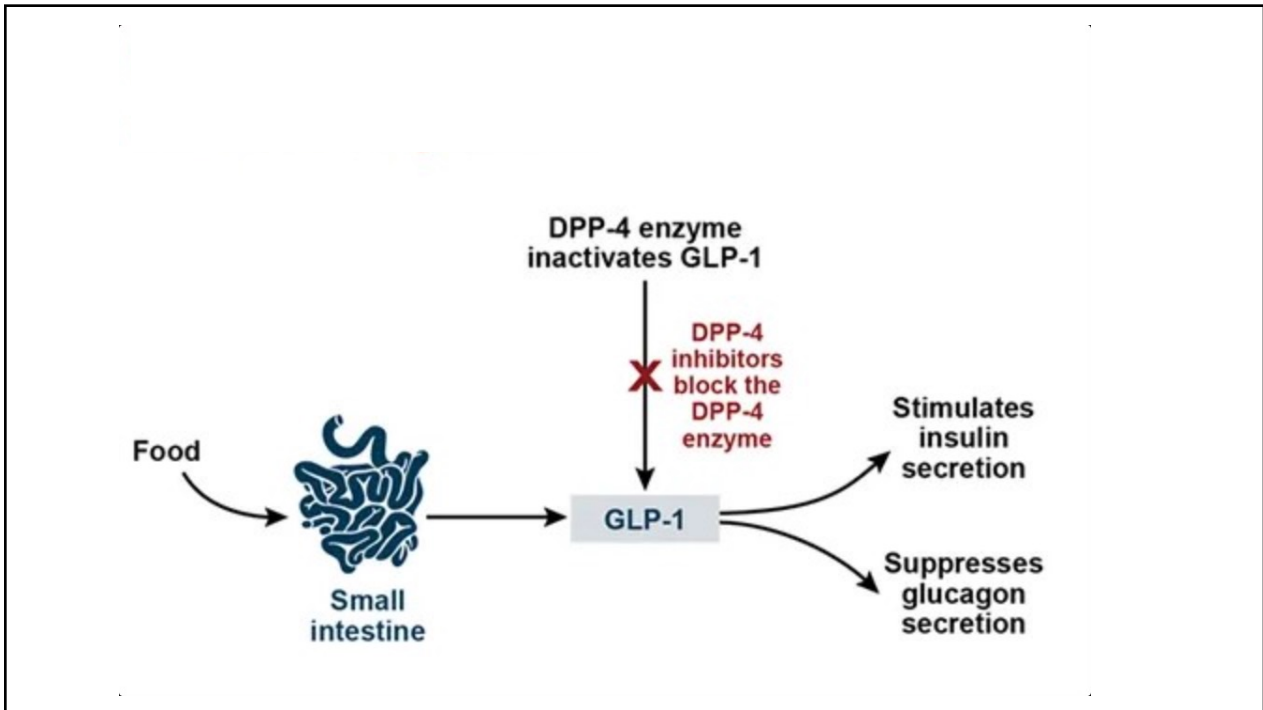 DPP-4 enzyme
inactivates GLP-1
DPP-4
inhibitors
block the
DPP-4
enzyme
X
Food
Small
intestine
GLP-1
Stimulates
insulin
secretion
Suppresses
glucagon
secretion